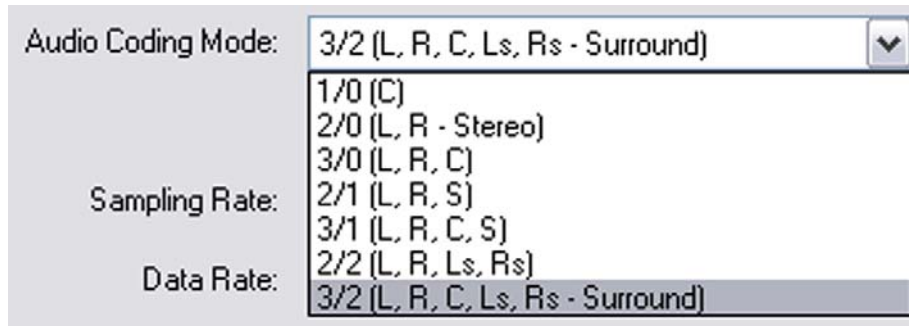 Audio Coding Mode: 3/2 (L, R, C, Ls, Rs - Surround)
1/0 (C)
2/0 (L, R - Stereo)
3/0 (L, R, C)
Sampling Rate: 2/1 (L, R, S)
3/1 (L, R, C, S)
Data Rate: 2/2 (L, R, Ls, Rs)
3/2 (L, R, C, Ls, Rs - Surround)